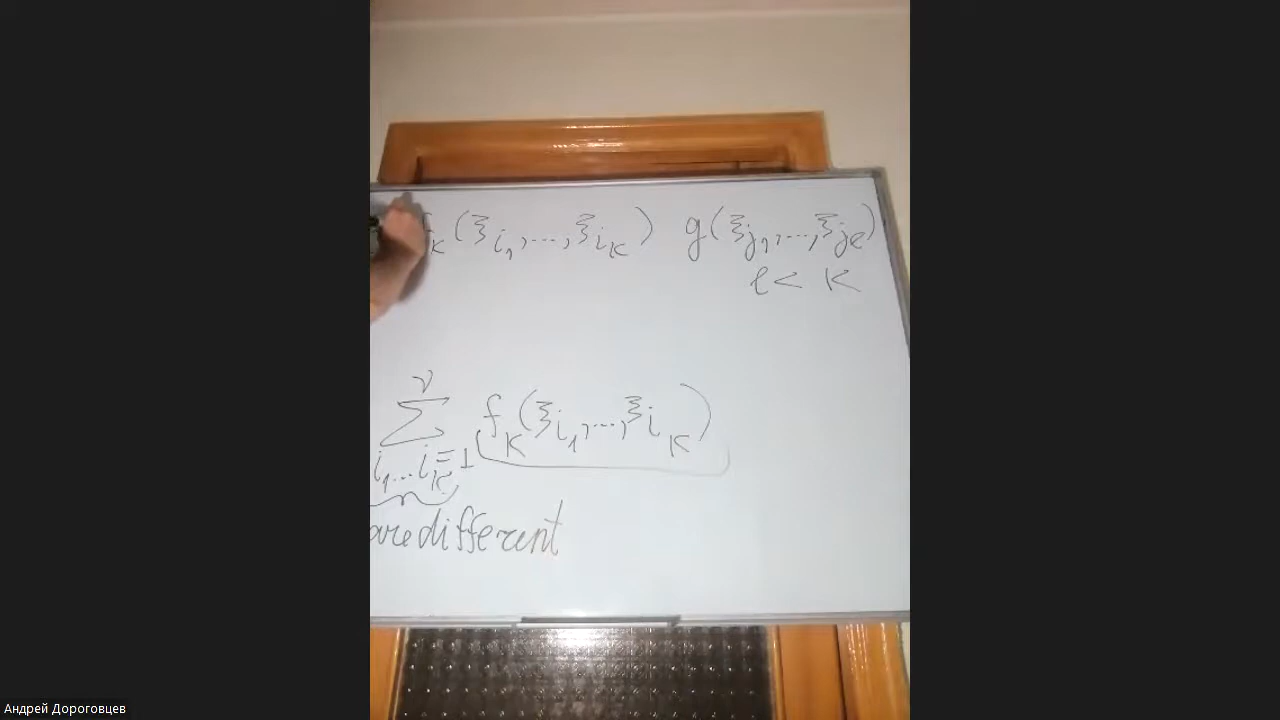 f_K(ξ_{i_1},...,ξ_{i_K}) g(ξ_{j_1},...,ξ_{j_ℓ})
ℓ < K
ν
∑ f_K(ξ_{i_1},...,ξ_{i_K})
i_1...i_K=1
are different
Андрей Дороговцев